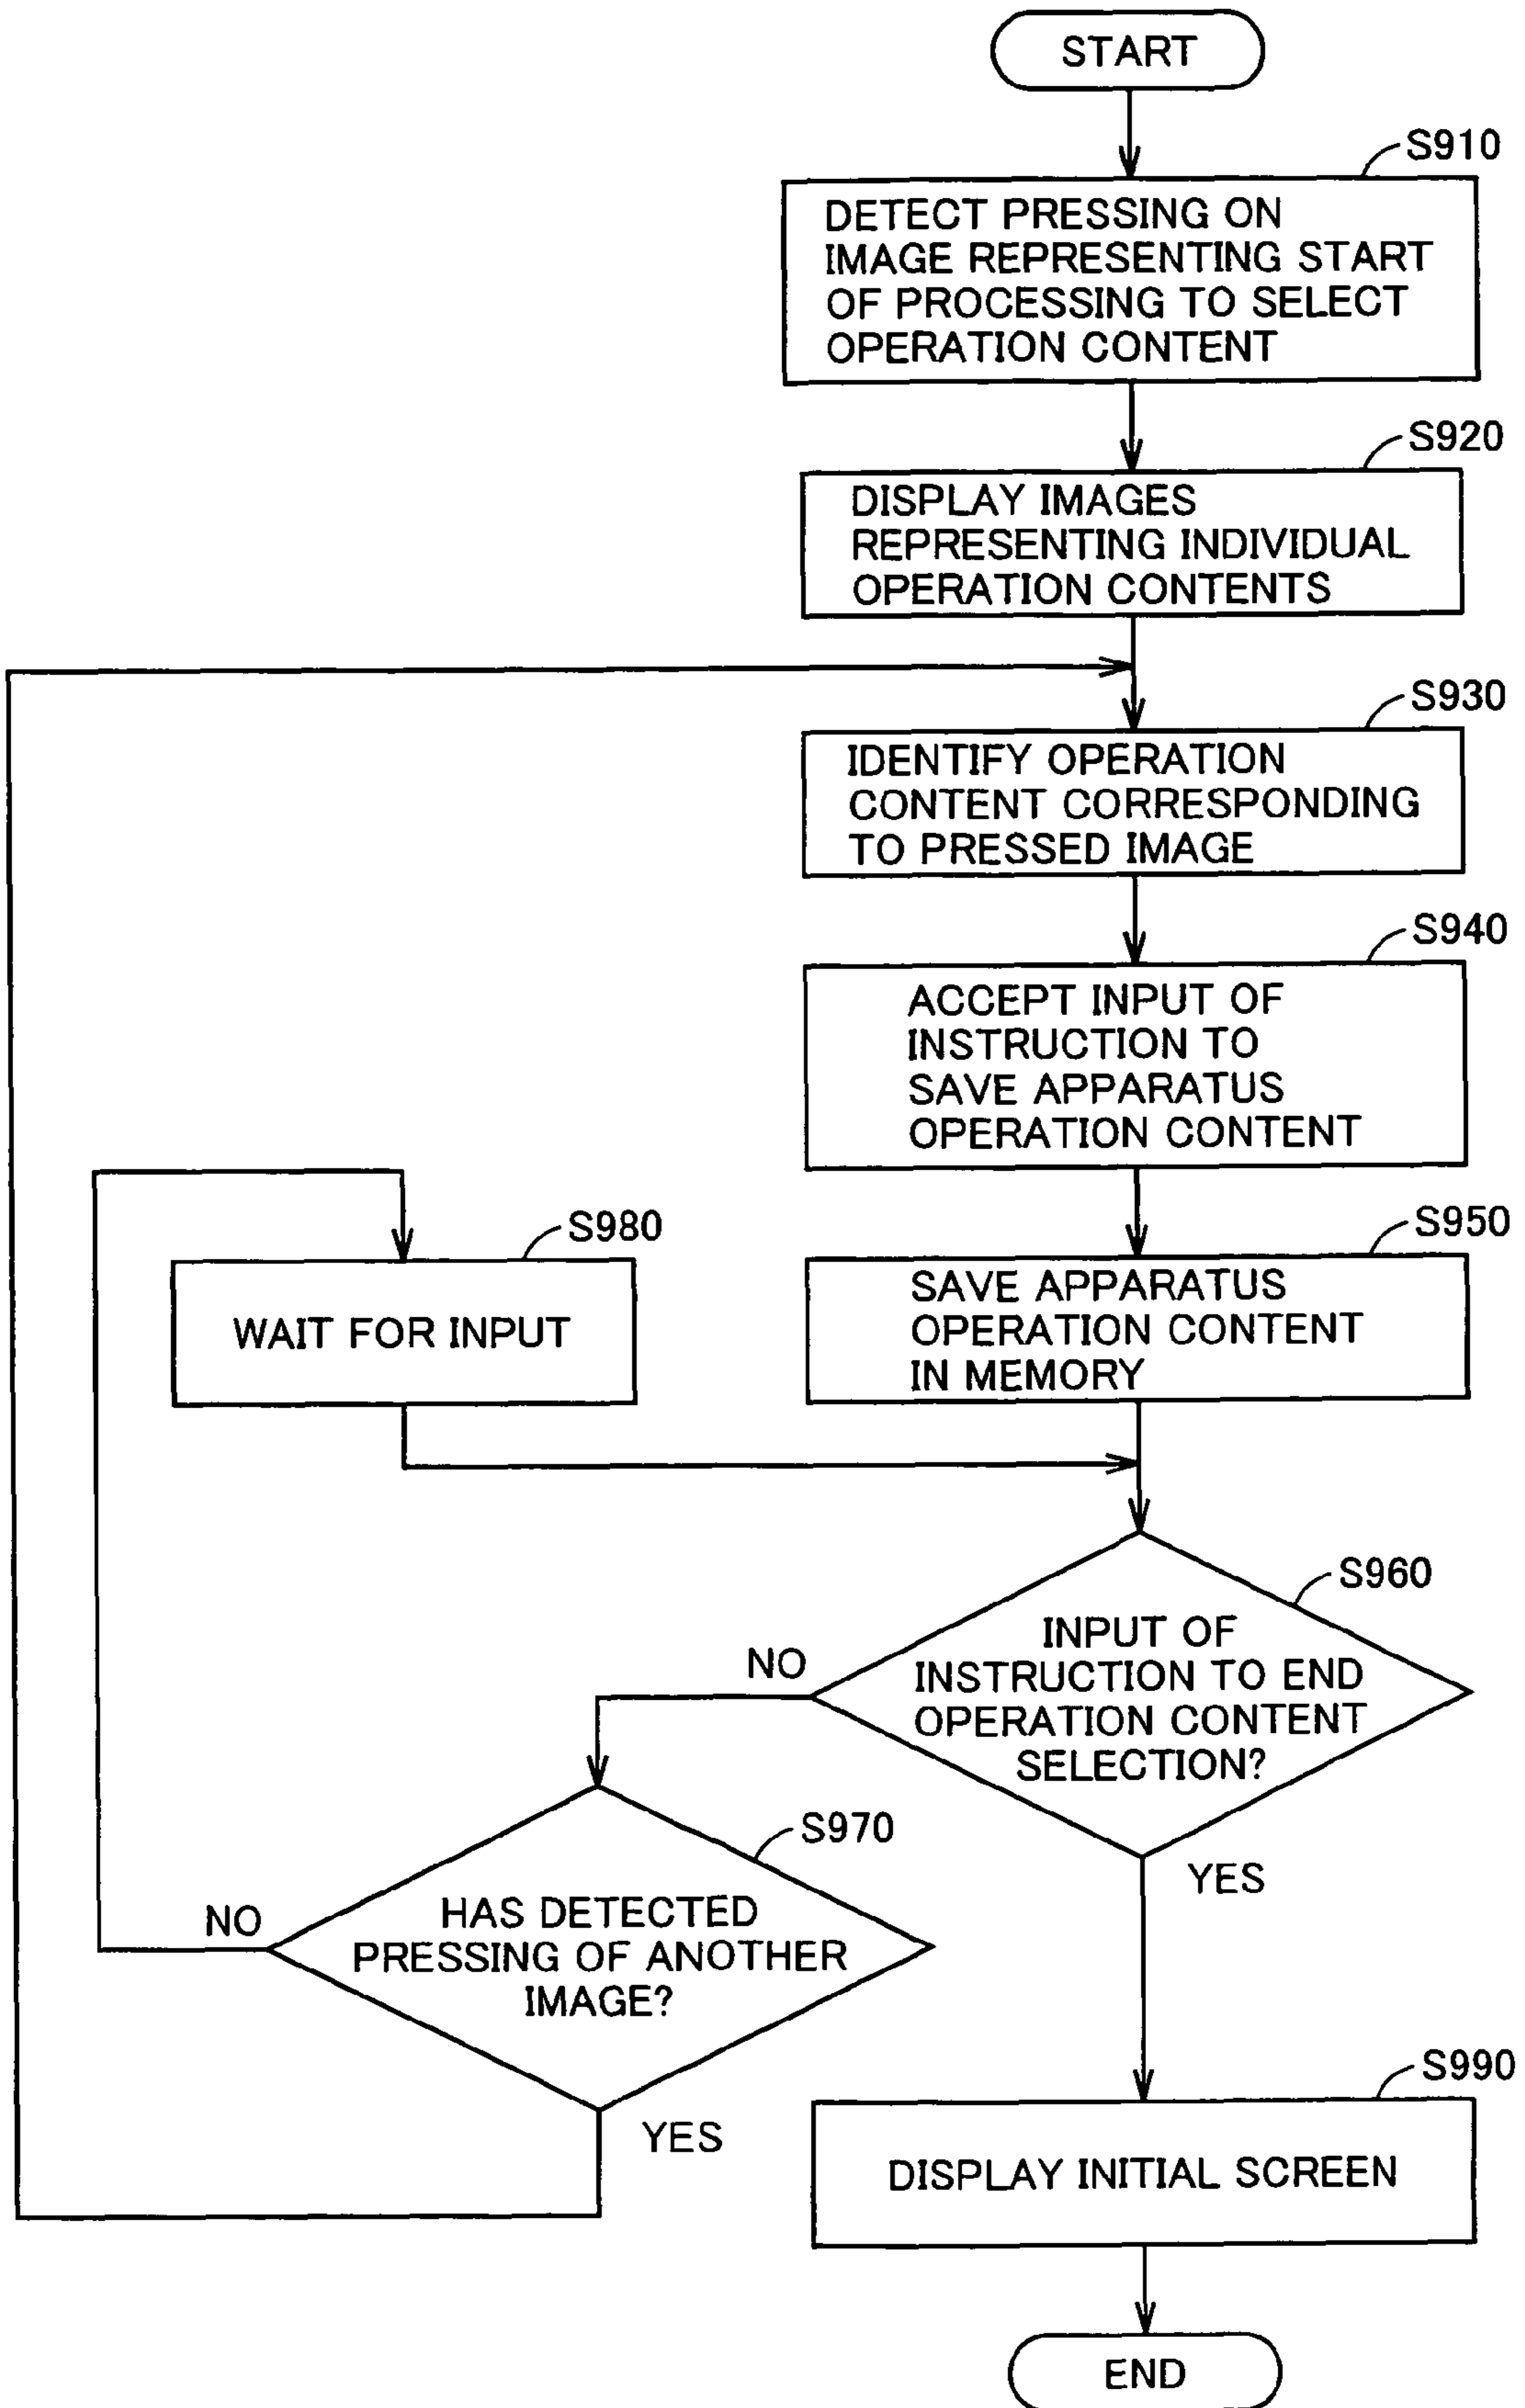 START
S910
DETECT PRESSING ON
IMAGE REPRESENTING START
OF PROCESSING TO SELECT
OPERATION CONTENT
S920
DISPLAY IMAGES
REPRESENTING INDIVIDUAL
OPERATION CONTENTS
S930
IDENTIFY OPERATION
CONTENT CORRESPONDING
TO PRESSED IMAGE
S940
ACCEPT INPUT OF
INSTRUCTION TO
SAVE APPARATUS
OPERATION CONTENT
S980
WAIT FOR INPUT
S950
SAVE APPARATUS
OPERATION CONTENT
IN MEMORY
S960
INPUT OF
INSTRUCTION TO END
OPERATION CONTENT
SELECTION?
NO
YES
S970
HAS DETECTED
PRESSING OF ANOTHER
IMAGE?
NO
YES
S990
DISPLAY INITIAL SCREEN
END